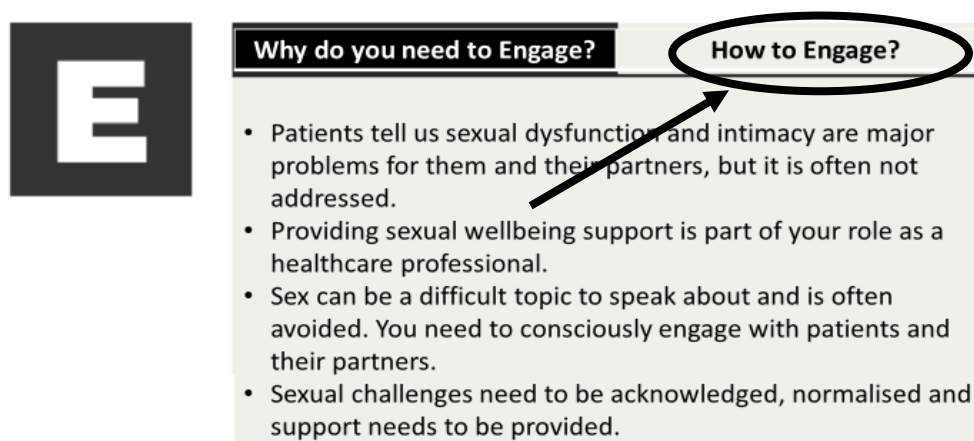 E
Why do you need to Engage?
How to Engage?
• Patients tell us sexual dysfunction and intimacy are major
problems for them and their partners, but it is often not
addressed.
• Providing sexual wellbeing support is part of your role as a
healthcare professional.
• Sex can be a difficult topic to speak about and is often
avoided. You need to consciously engage with patients and
their partners.
• Sexual challenges need to be acknowledged, normalised and
support needs to be provided.